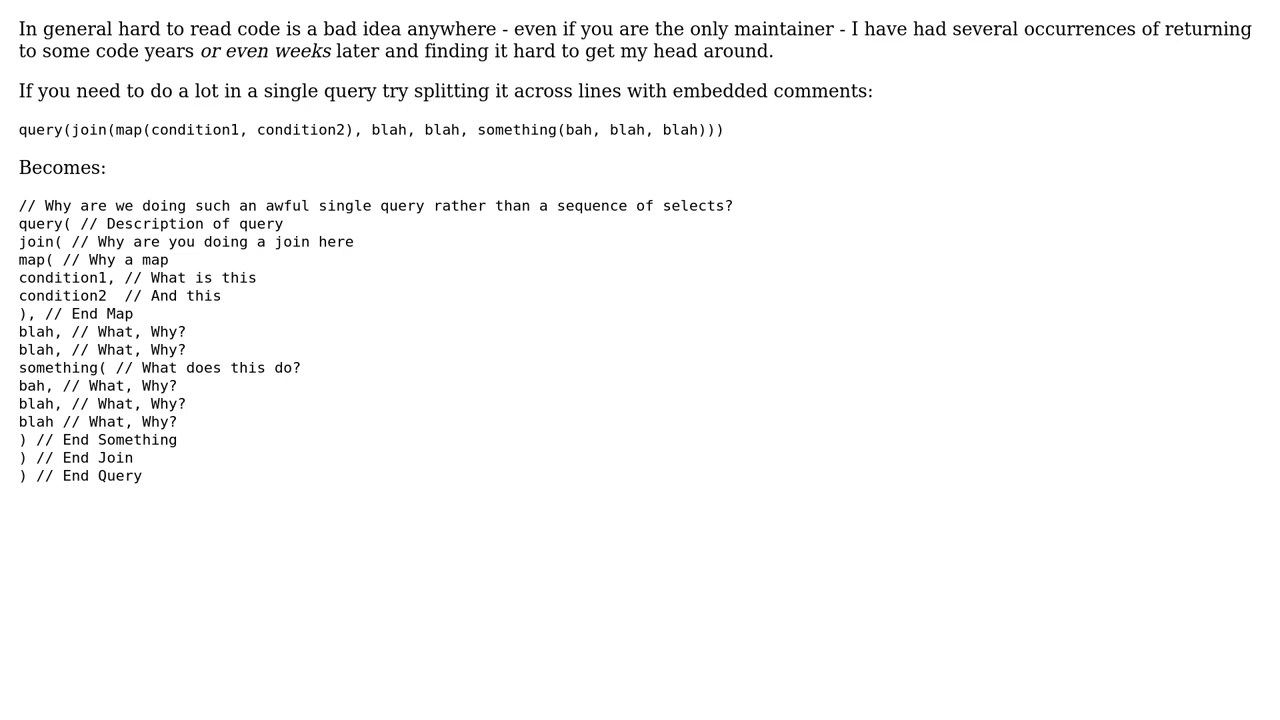 In general hard to read code is a bad idea anywhere - even if you are the only maintainer - I have had several occurrences of returning
to some code years or even weeks later and finding it hard to get my head around.
If you need to do a lot in a single query try splitting it across lines with embedded comments:
query(join(map(condition1, condition2), blah, blah, something(bah, blah, blah)))
Becomes:
// Why are we doing such an awful single query rather than a sequence of selects?
query( // Description of query
join( // Why are you doing a join here
map( // Why a map
condition1, // What is this
condition2  // And this
), // End Map
blah, // What, Why?
blah, // What, Why?
something( // What does this do?
bah, // What, Why?
blah, // What, Why?
blah // What, Why?
) // End Something
) // End Join
) // End Query